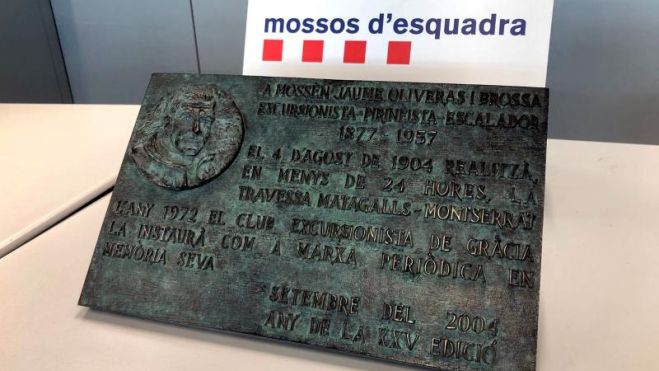 mossos d'esquadra
A MOSSÈN JAUME OLIVERAS I BROSSA
EXCURSIONISTA-PIRINEISTA-ESCALADOR
1877-1957
EL 4 D'AGOST DE 1904 REALITZÀ,
EN MENYS DE 24 HORES, LA
TRAVESSA MATAGALLS-MONTSERRAT
L'ANY 1972 EL CLUB EXCURSIONISTA DE GRÀCIA
LA INSTAURÀ COM A MARXA PERIÒDICA EN
MEMÒRIA SEVA
SETEMBRE DEL 2004
ANY DE LA XXV EDICIÓ